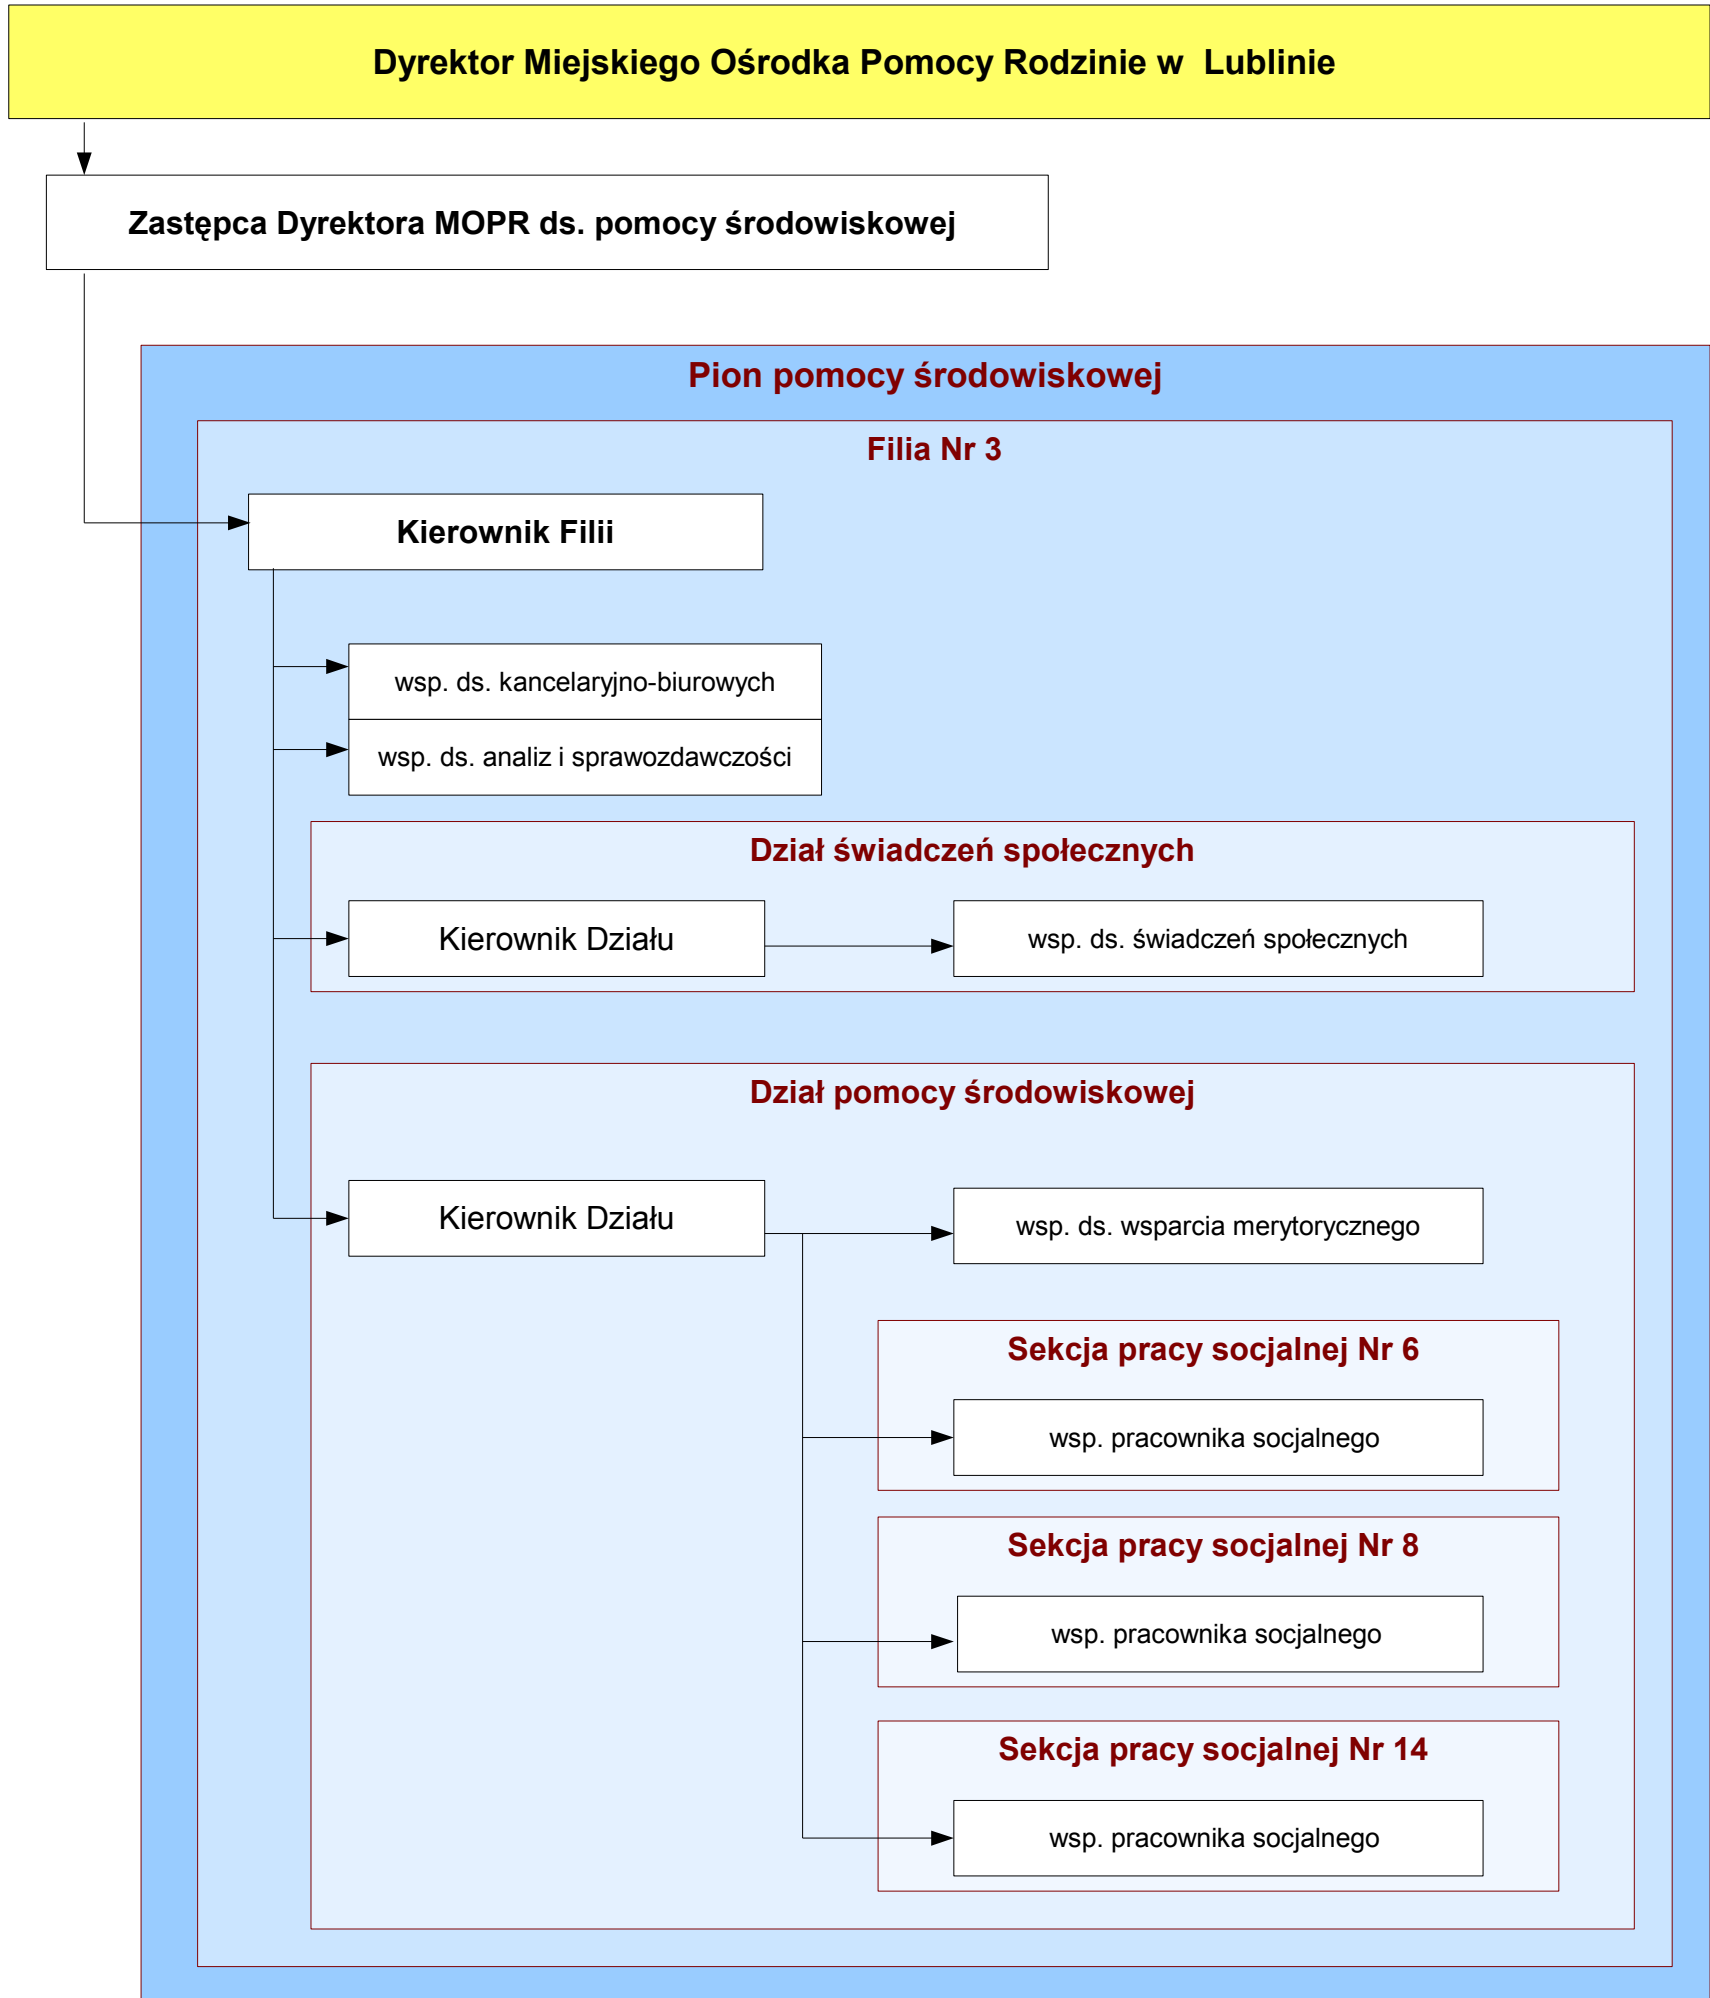 Dyrektor Miejskiego Ośrodka Pomocy Rodzinie w Lublinie
Zastępca Dyrektora MOPR ds. pomocy środowiskowej
Pion pomocy środowiskowej
Filia Nr 3
Kierownik Filii
wsp. ds. kancelaryjno-biurowych
wsp. ds. analiz i sprawozdawczości
Dział świadczeń społecznych
Kierownik Działu
wsp. ds. świadczeń społecznych
Dział pomocy środowiskowej
Kierownik Działu
wsp. ds. wsparcia merytorycznego
Sekcja pracy socjalnej Nr 6
wsp. pracownika socjalnego
Sekcja pracy socjalnej Nr 8
wsp. pracownika socjalnego
Sekcja pracy socjalnej Nr 14
wsp. pracownika socjalnego